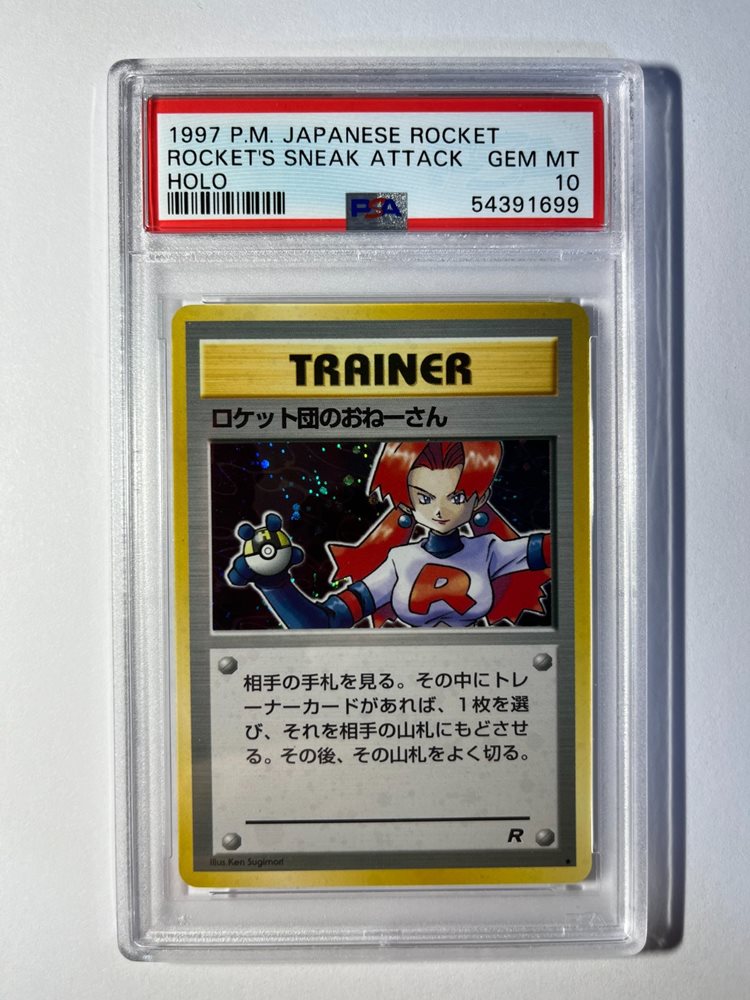 1997 P.M. JAPANESE ROCKET
ROCKET'S SNEAK ATTACK GEM MT
HOLO 10
PSA 54391699
TRAINER
ロケット団のおねーさん
R
相手の手札を見る。その中にトレ
ーナーカードがあれば、1枚を選
び、それを相手の山札にもどさせ
る。その後、その山札をよく切る。
R
Illus. Ken Sugimori